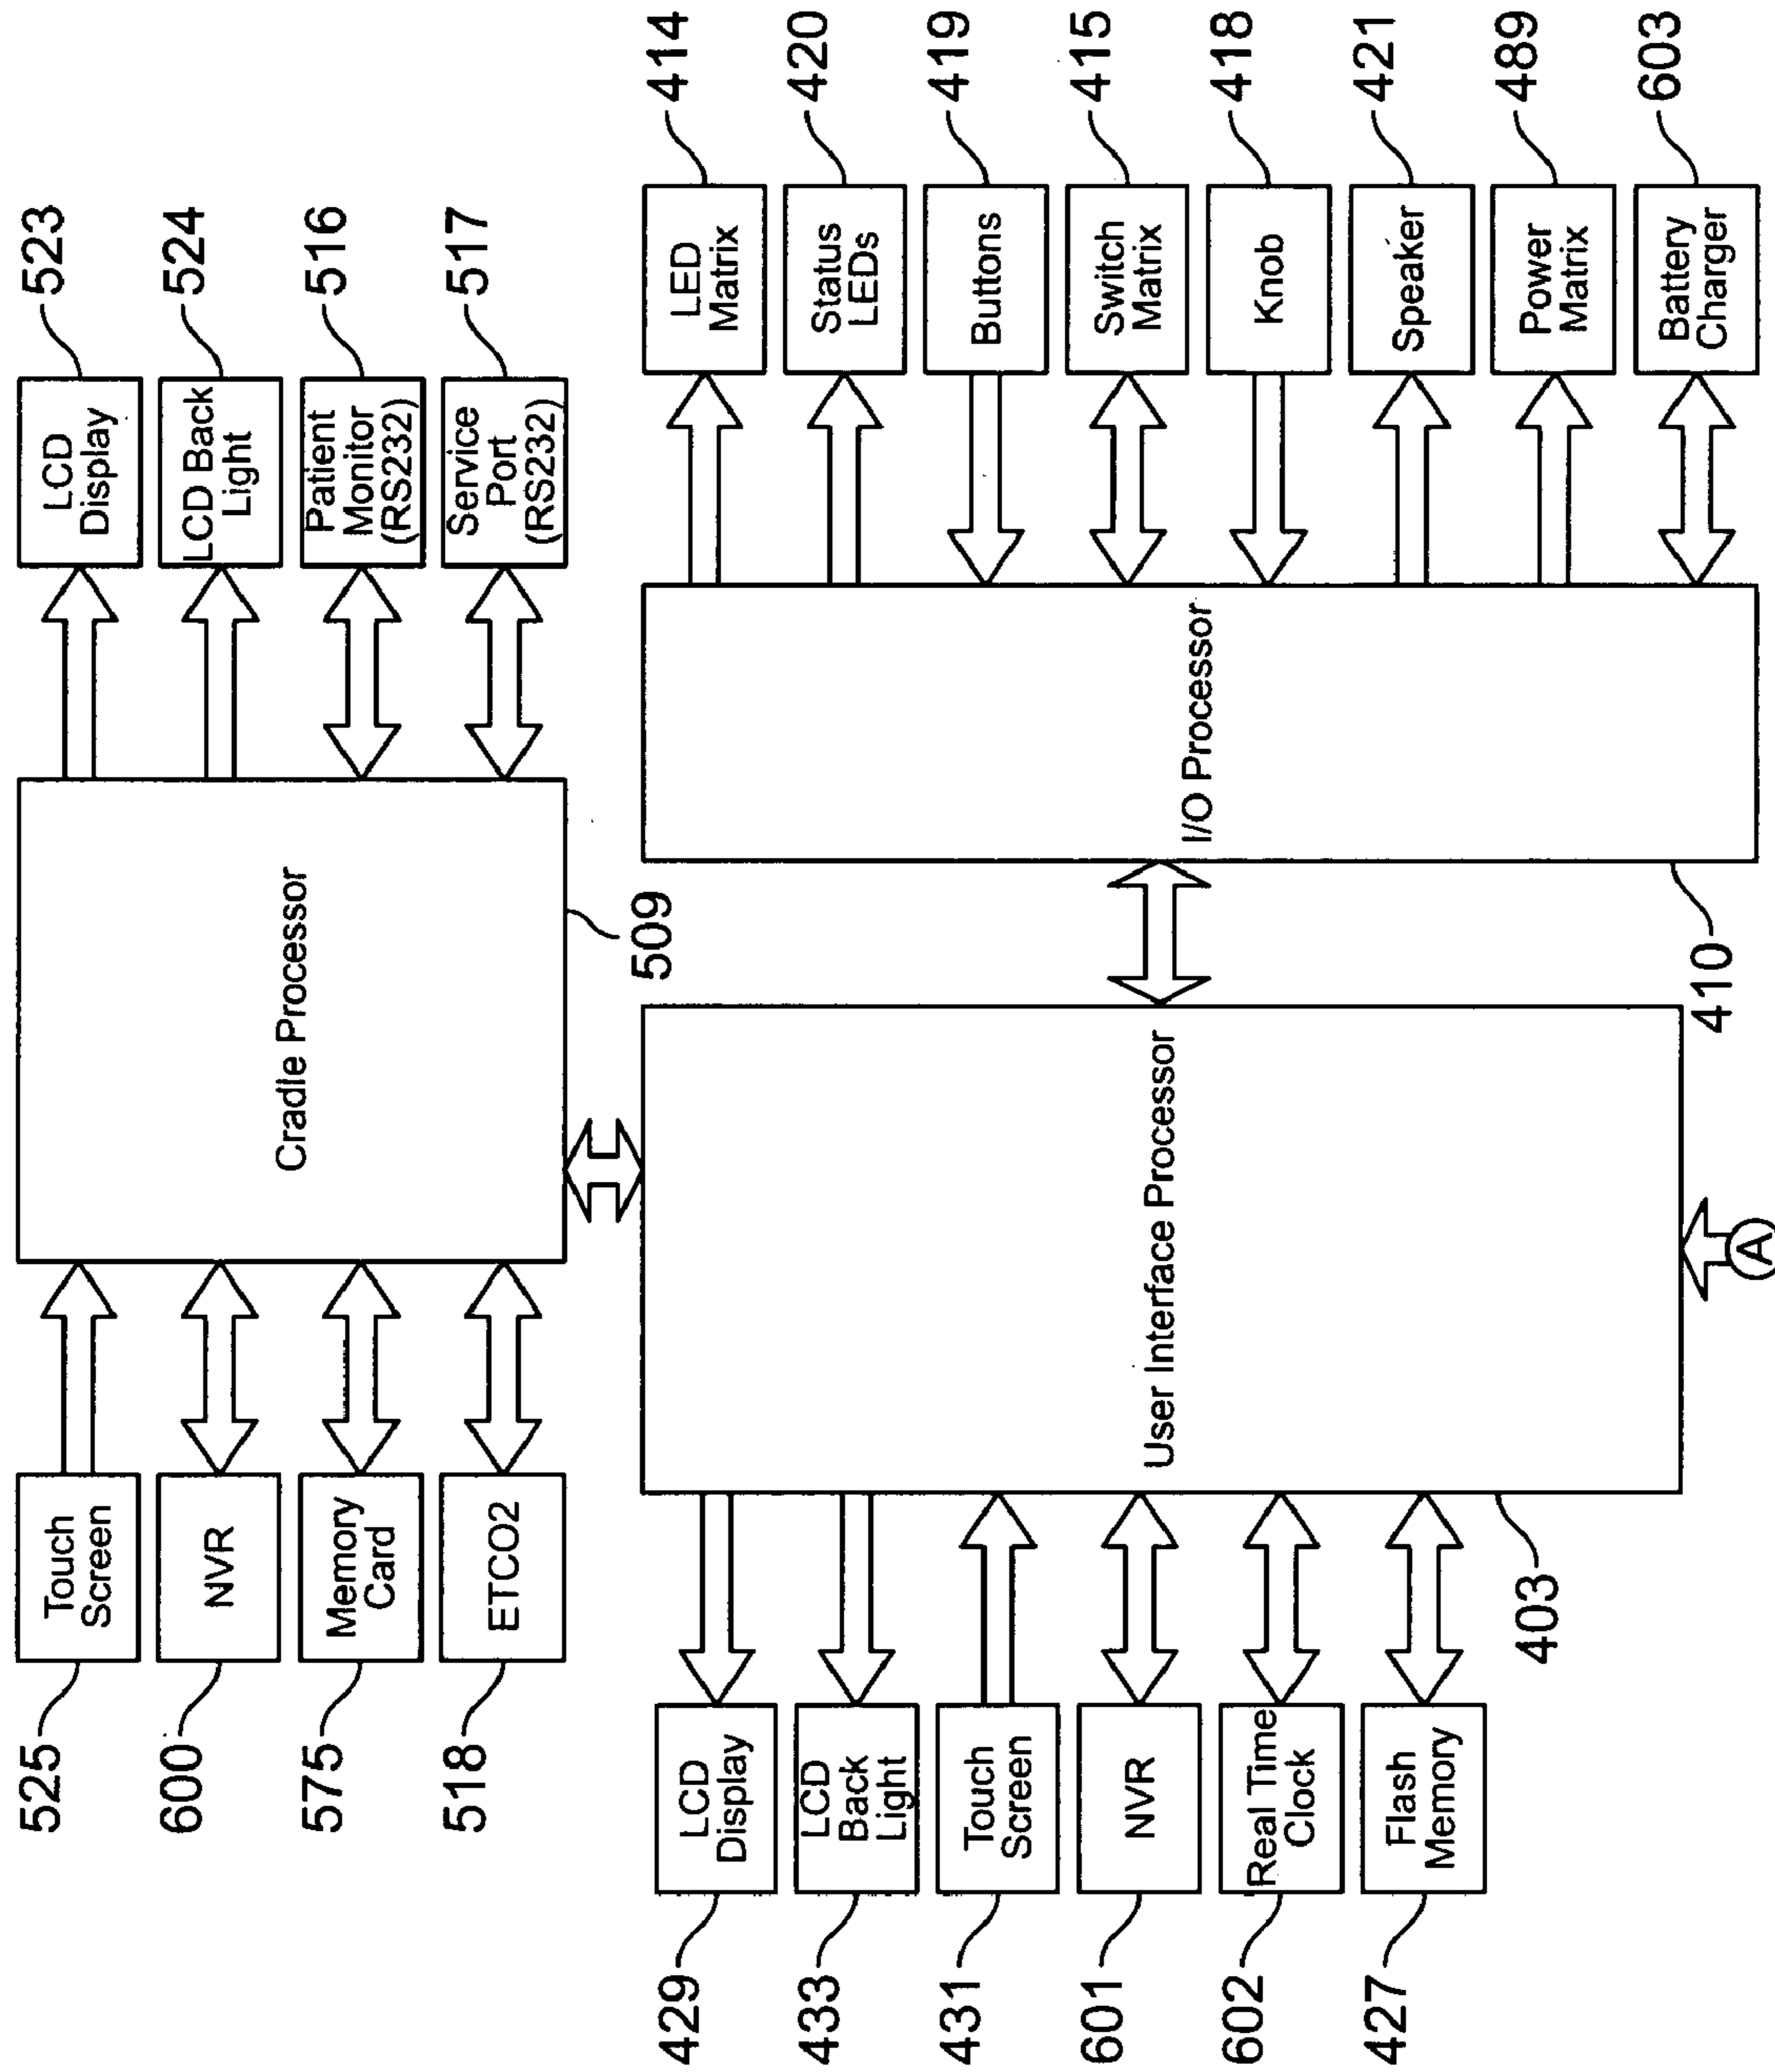 523
524
516
517
LCD
Display
LCD Back
Light
Patient
Monitor
(RS232)
Service
Port
(RS232)
Cradle Processor
509
Touch
Screen
NVR
Memory
Card
ETCO2
525
600
575
518
414
420
419
415
418
421
489
603
LED
Matrix
Status
LEDs
Buttons
Switch
Matrix
Knob
Speaker
Power
Matrix
Battery
Charger
I/O Processor
410
User Interface Processor
A
403
LCD
Display
LCD
Back
Light
Touch
Screen
NVR
Real Time
Clock
Flash
Memory
429
433
431
601
602
427